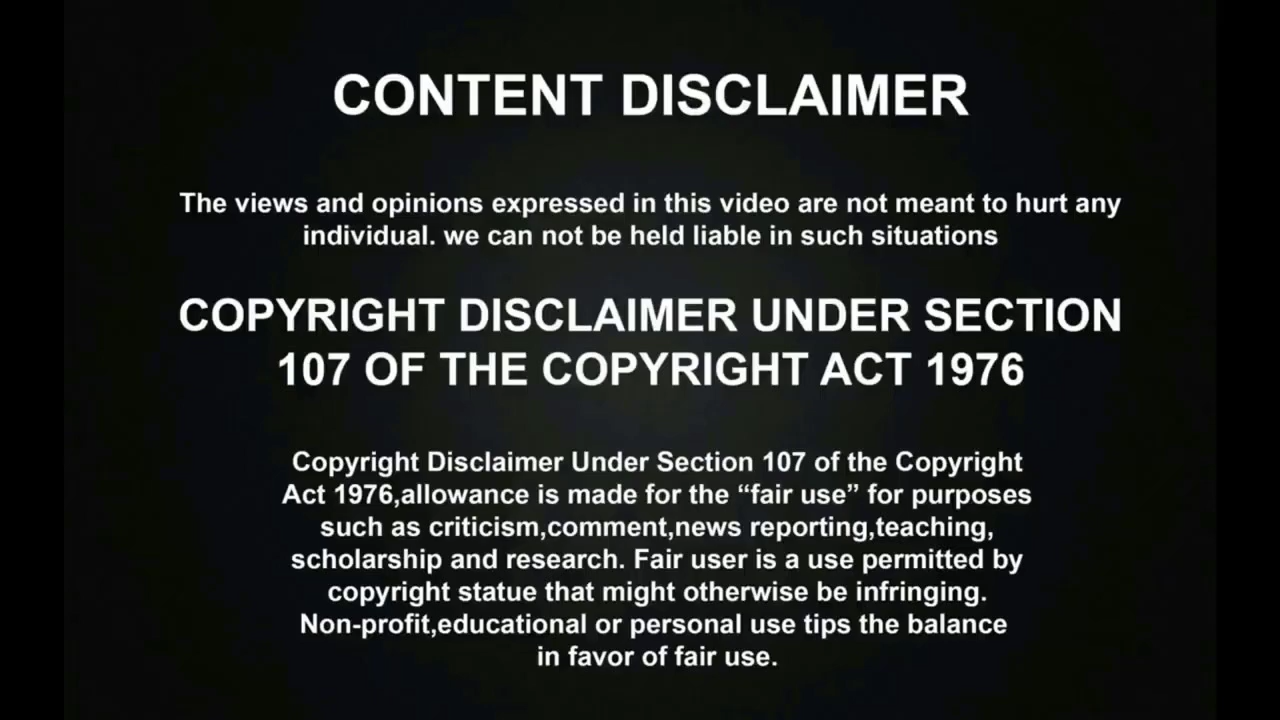 CONTENT DISCLAIMER
The views and opinions expressed in this video are not meant to hurt any
individual. we can not be held liable in such situations
COPYRIGHT DISCLAIMER UNDER SECTION
107 OF THE COPYRIGHT ACT 1976
Copyright Disclaimer Under Section 107 of the Copyright
Act 1976,allowance is made for the “fair use” for purposes
such as criticism,comment,news reporting,teaching,
scholarship and research. Fair user is a use permitted by
copyright statue that might otherwise be infringing.
Non-profit,educational or personal use tips the balance
in favor of fair use.